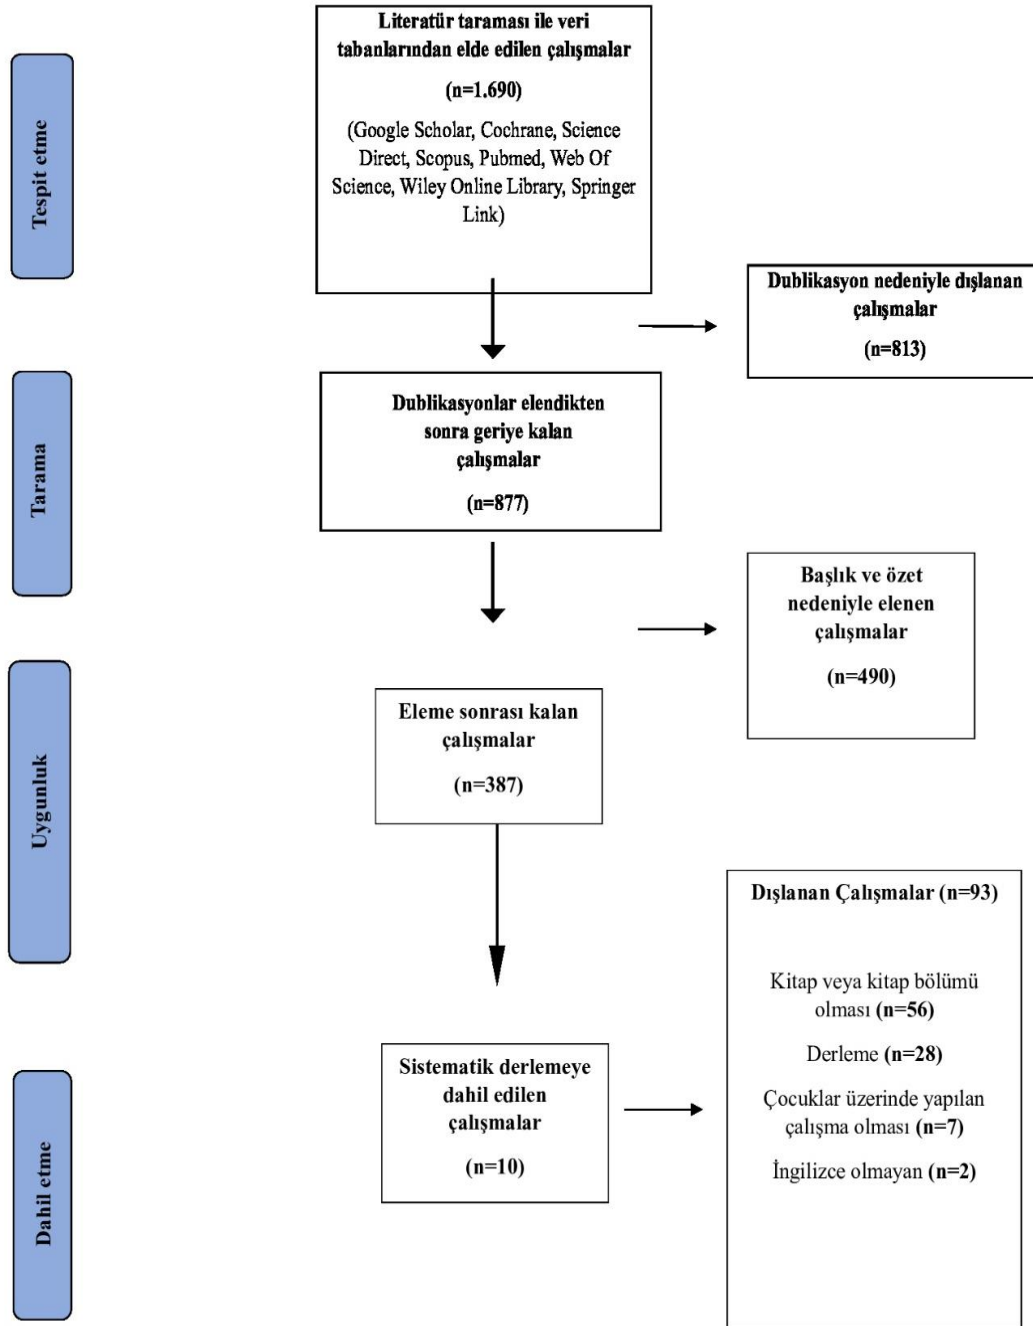 Tespit etme
Literatür taraması ile veri
tabanlarından elde edilen çalışmalar
(n=1.690)
(Google Scholar, Cochrane, Science
Direct, Scopus, Pubmed, Web Of
Science, Wiley Online Library, Springer
Link)
Dublikasyon nedeniyle dışlanan
çalışmalar
(n=813)
Tarama
Dublikasyonlar elendikten
sonra geriye kalan
çalışmalar
(n=877)
Başlık ve özet
nedeniyle elenen
çalışmalar
(n=490)
Uygunluk
Eleme sonrası kalan
çalışmalar
(n=387)
Dışlanan Çalışmalar (n=93)
Kitap veya kitap bölümü
olması (n=56)
Derleme (n=28)
Çocuklar üzerinde yapılan
çalışma olması (n=7)
İngilizce olmayan (n=2)
Dahil etme
Sistematik derlemeye
dahil edilen
çalışmalar
(n=10)